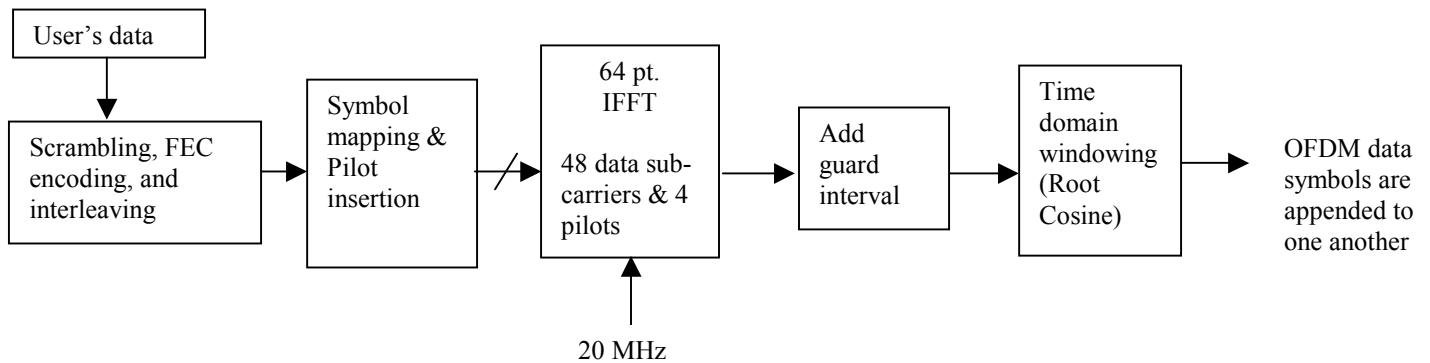 User's data
Scrambling, FEC
encoding, and
interleaving
Symbol
mapping &
Pilot
insertion
64 pt.
IFFT
48 data sub-
carriers & 4
pilots
20 MHz
Add
guard
interval
Time
domain
windowing
(Root
Cosine)
OFDM data
symbols are
appended to
one another